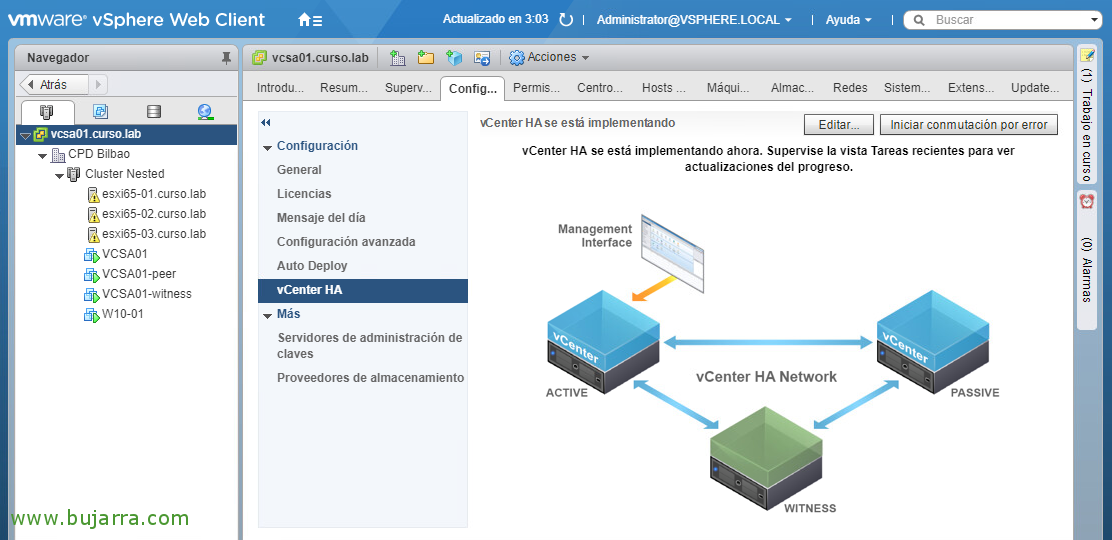 vmware® vSphere Web Client
Actualizado en 3:03
Administrator@VSPHERE.LOCAL
Ayuda
Buscar
Navegador
Atrás
vcsa01.curso.lab
CPD Bilbao
Cluster Nested
esxi65-01.curso.lab
esxi65-02.curso.lab
esxi65-03.curso.lab
VCSA01
VCSA01-peer
VCSA01-witness
W10-01
vcsa01.curso.lab
Acciones
Introdu...
Resum...
Superv...
Config...
Permis...
Centro...
Hosts ...
Máqui...
Almac...
Redes
Sistem...
Extens...
Update...
Configuración
General
Licencias
Mensaje del día
Configuración avanzada
Auto Deploy
vCenter HA
Más
Servidores de administración de
claves
Proveedores de almacenamiento
vCenter HA se está implementando
Editar...
Iniciar conmutación por error
vCenter HA se está implementando ahora. Supervise la vista Tareas recientes para ver
actualizaciones del progreso.
Management
Interface
vCenter
ACTIVE
vCenter HA Network
vCenter
PASSIVE
WITNESS
(1) Trabajo en curso
(0) Alarmas
www.bujarra.com